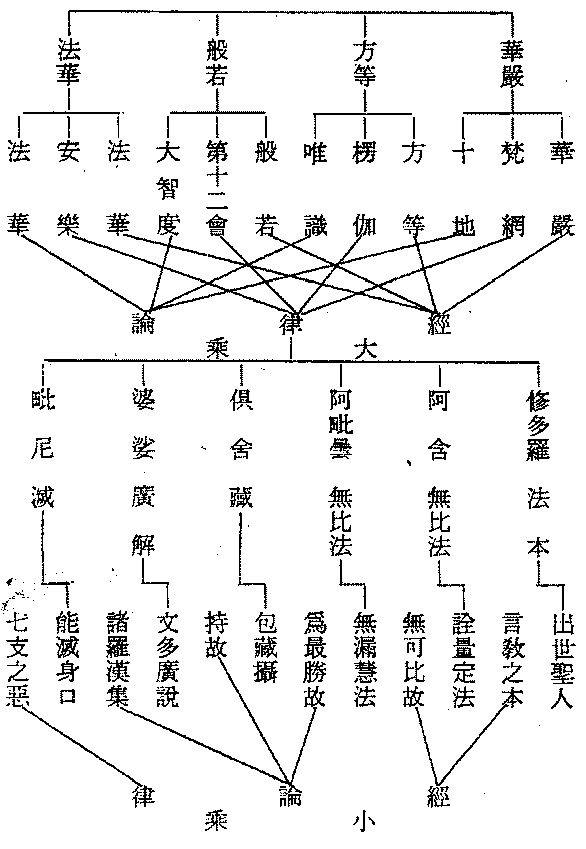 華嚴
方等
般若
法華
華嚴
梵網
十地
方等
楞伽
唯識
般若
第十二會
大智度
法華
安樂
法華
經
律
論
大乘
修多羅法本
阿含無比法
阿毗曇無比法
俱舍藏
婆娑廣解
毗尼滅
出世聖人
言教之本
詮量定法
無可比故
無漏慧法
為最勝故
包藏攝
持故
文多廣說
諸羅漢集
能滅身口
七支之惡
經
論
律
小乘